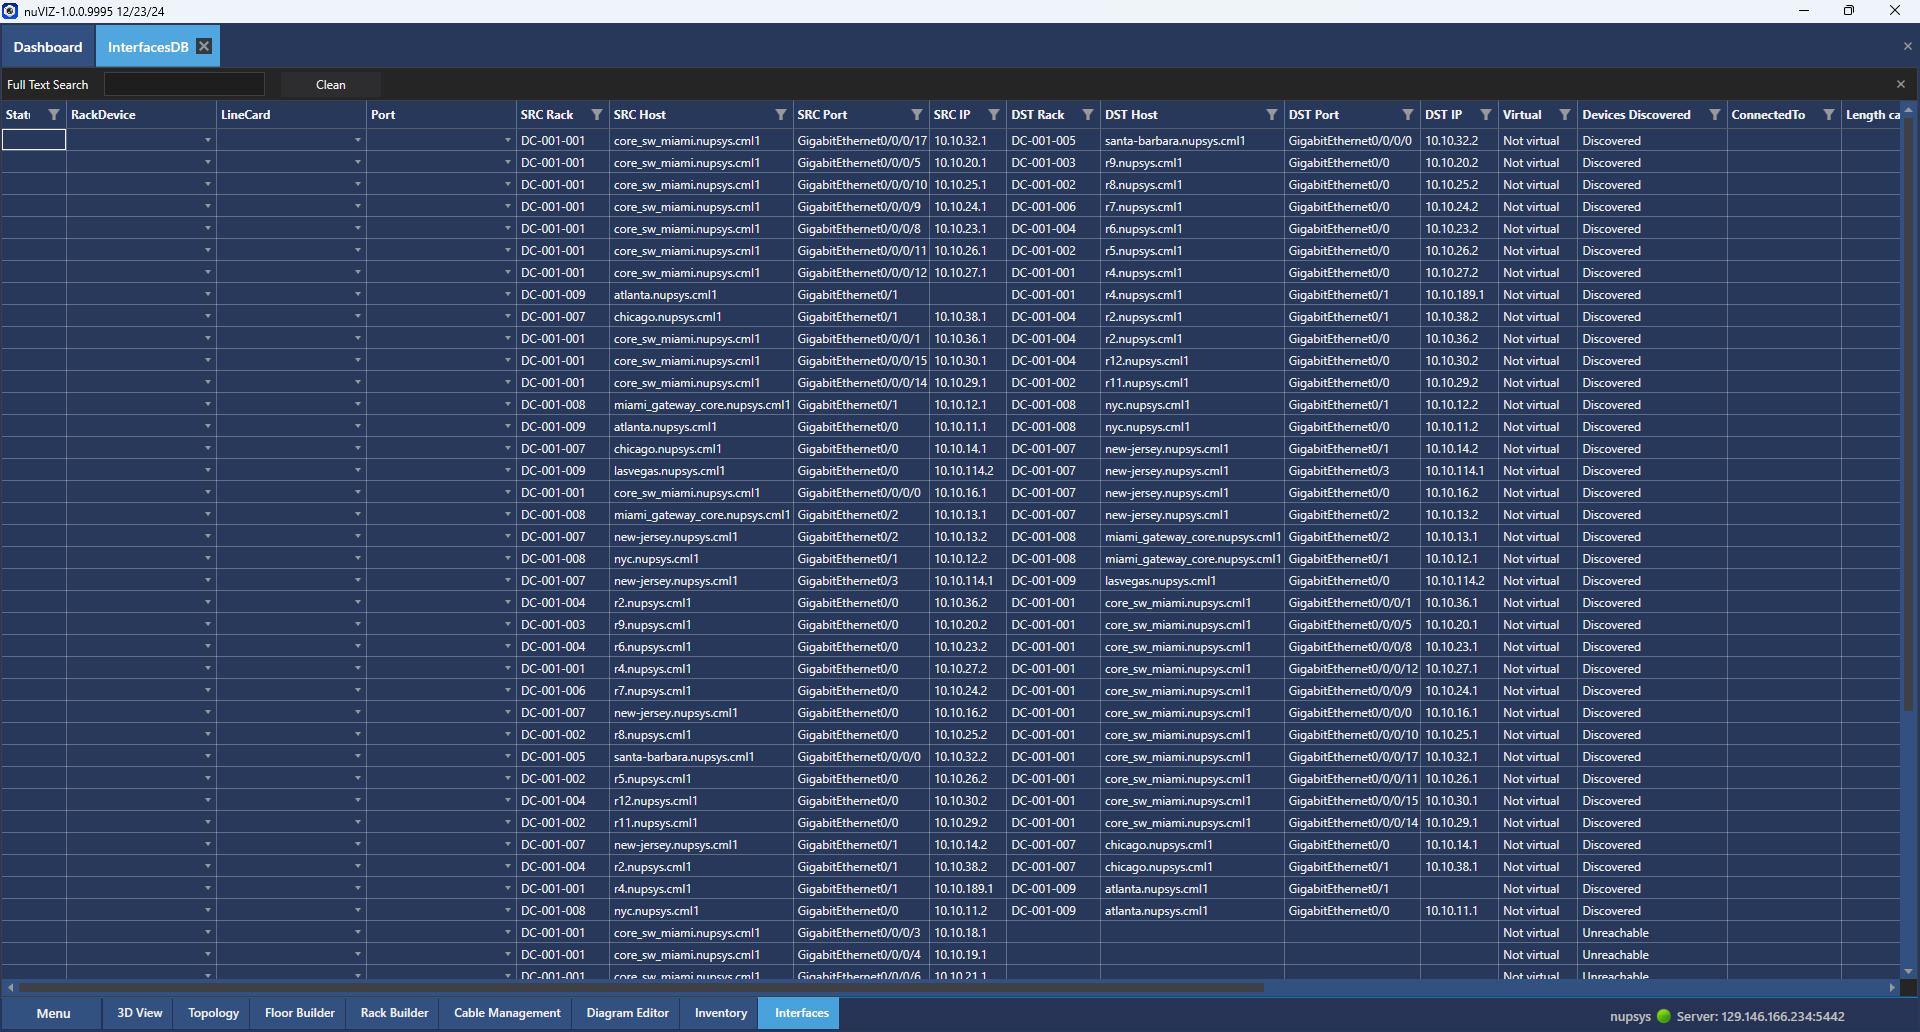 nuVIZ-1.0.0.9995 12/23/24
Dashboard InterfacesDB
Full Text Search Clean
Stat RackDevice LineCard Port SRC Rack SRC Host SRC Port SRC IP DST Rack DST Host DST Port DST IP Virtual Devices Discovered ConnectedTo Length ca
DC-001-001 core_sw_miami.nupsys.cml1 GigabitEthernet0/0/0/17 10.10.32.1 DC-001-005 santa-barbara.nupsys.cml1 GigabitEthernet0/0/0/0 10.10.32.2 Not virtual Discovered
DC-001-001 core_sw_miami.nupsys.cml1 GigabitEthernet0/0/0/5 10.10.20.1 DC-001-003 r9.nupsys.cml1 GigabitEthernet0/0 10.10.20.2 Not virtual Discovered
DC-001-001 core_sw_miami.nupsys.cml1 GigabitEthernet0/0/0/10 10.10.25.1 DC-001-002 r8.nupsys.cml1 GigabitEthernet0/0 10.10.25.2 Not virtual Discovered
DC-001-001 core_sw_miami.nupsys.cml1 GigabitEthernet0/0/0/9 10.10.24.1 DC-001-006 r7.nupsys.cml1 GigabitEthernet0/0 10.10.24.2 Not virtual Discovered
DC-001-001 core_sw_miami.nupsys.cml1 GigabitEthernet0/0/0/8 10.10.23.1 DC-001-004 r6.nupsys.cml1 GigabitEthernet0/0 10.10.23.2 Not virtual Discovered
DC-001-001 core_sw_miami.nupsys.cml1 GigabitEthernet0/0/0/11 10.10.26.1 DC-001-002 r5.nupsys.cml1 GigabitEthernet0/0 10.10.26.2 Not virtual Discovered
DC-001-001 core_sw_miami.nupsys.cml1 GigabitEthernet0/0/0/12 10.10.27.1 DC-001-001 r4.nupsys.cml1 GigabitEthernet0/0 10.10.27.2 Not virtual Discovered
DC-001-009 atlanta.nupsys.cml1 GigabitEthernet0/1 DC-001-001 r4.nupsys.cml1 GigabitEthernet0/1 10.10.189.1 Not virtual Discovered
DC-001-007 chicago.nupsys.cml1 GigabitEthernet0/1 10.10.38.1 DC-001-004 r2.nupsys.cml1 GigabitEthernet0/1 10.10.38.2 Not virtual Discovered
DC-001-001 core_sw_miami.nupsys.cml1 GigabitEthernet0/0/0/1 10.10.36.1 DC-001-004 r2.nupsys.cml1 GigabitEthernet0/0 10.10.36.2 Not virtual Discovered
DC-001-001 core_sw_miami.nupsys.cml1 GigabitEthernet0/0/0/15 10.10.30.1 DC-001-004 r12.nupsys.cml1 GigabitEthernet0/0 10.10.30.2 Not virtual Discovered
DC-001-001 core_sw_miami.nupsys.cml1 GigabitEthernet0/0/0/14 10.10.29.1 DC-001-002 r11.nupsys.cml1 GigabitEthernet0/0 10.10.29.2 Not virtual Discovered
DC-001-008 miami_gateway_core.nupsys.cml1 GigabitEthernet0/1 10.10.12.1 DC-001-008 nyc.nupsys.cml1 GigabitEthernet0/1 10.10.12.2 Not virtual Discovered
DC-001-009 atlanta.nupsys.cml1 GigabitEthernet0/0 10.10.11.1 DC-001-008 nyc.nupsys.cml1 GigabitEthernet0/0 10.10.11.2 Not virtual Discovered
DC-001-007 chicago.nupsys.cml1 GigabitEthernet0/0 10.10.14.1 DC-001-007 new-jersey.nupsys.cml1 GigabitEthernet0/1 10.10.14.2 Not virtual Discovered
DC-001-009 lasvegas.nupsys.cml1 GigabitEthernet0/0 10.10.114.2 DC-001-007 new-jersey.nupsys.cml1 GigabitEthernet0/3 10.10.114.1 Not virtual Discovered
DC-001-001 core_sw_miami.nupsys.cml1 GigabitEthernet0/0/0/0 10.10.16.1 DC-001-007 new-jersey.nupsys.cml1 GigabitEthernet0/0 10.10.16.2 Not virtual Discovered
DC-001-008 miami_gateway_core.nupsys.cml1 GigabitEthernet0/2 10.10.13.1 DC-001-007 new-jersey.nupsys.cml1 GigabitEthernet0/2 10.10.13.2 Not virtual Discovered
DC-001-007 new-jersey.nupsys.cml1 GigabitEthernet0/2 10.10.13.2 DC-001-008 miami_gateway_core.nupsys.cml1 GigabitEthernet0/2 10.10.13.1 Not virtual Discovered
DC-001-008 nyc.nupsys.cml1 GigabitEthernet0/1 10.10.12.2 DC-001-008 miami_gateway_core.nupsys.cml1 GigabitEthernet0/1 10.10.12.1 Not virtual Discovered
DC-001-007 new-jersey.nupsys.cml1 GigabitEthernet0/3 10.10.114.1 DC-001-009 lasvegas.nupsys.cml1 GigabitEthernet0/0 10.10.114.2 Not virtual Discovered
DC-001-004 r2.nupsys.cml1 GigabitEthernet0/0 10.10.36.2 DC-001-001 core_sw_miami.nupsys.cml1 GigabitEthernet0/0/0/1 10.10.36.1 Not virtual Discovered
DC-001-003 r9.nupsys.cml1 GigabitEthernet0/0 10.10.20.2 DC-001-001 core_sw_miami.nupsys.cml1 GigabitEthernet0/0/0/5 10.10.20.1 Not virtual Discovered
DC-001-004 r6.nupsys.cml1 GigabitEthernet0/0 10.10.23.2 DC-001-001 core_sw_miami.nupsys.cml1 GigabitEthernet0/0/0/8 10.10.23.1 Not virtual Discovered
DC-001-001 r4.nupsys.cml1 GigabitEthernet0/0 10.10.27.2 DC-001-001 core_sw_miami.nupsys.cml1 GigabitEthernet0/0/0/12 10.10.27.1 Not virtual Discovered
DC-001-006 r7.nupsys.cml1 GigabitEthernet0/0 10.10.24.2 DC-001-001 core_sw_miami.nupsys.cml1 GigabitEthernet0/0/0/9 10.10.24.1 Not virtual Discovered
DC-001-007 new-jersey.nupsys.cml1 GigabitEthernet0/0 10.10.16.2 DC-001-001 core_sw_miami.nupsys.cml1 GigabitEthernet0/0/0/0 10.10.16.1 Not virtual Discovered
DC-001-002 r8.nupsys.cml1 GigabitEthernet0/0 10.10.25.2 DC-001-001 core_sw_miami.nupsys.cml1 GigabitEthernet0/0/0/10 10.10.25.1 Not virtual Discovered
DC-001-005 santa-barbara.nupsys.cml1 GigabitEthernet0/0/0/0 10.10.32.2 DC-001-001 core_sw_miami.nupsys.cml1 GigabitEthernet0/0/0/17 10.10.32.1 Not virtual Discovered
DC-001-002 r5.nupsys.cml1 GigabitEthernet0/0 10.10.26.2 DC-001-001 core_sw_miami.nupsys.cml1 GigabitEthernet0/0/0/11 10.10.26.1 Not virtual Discovered
DC-001-004 r12.nupsys.cml1 GigabitEthernet0/0 10.10.30.2 DC-001-001 core_sw_miami.nupsys.cml1 GigabitEthernet0/0/0/15 10.10.30.1 Not virtual Discovered
DC-001-002 r11.nupsys.cml1 GigabitEthernet0/0 10.10.29.2 DC-001-001 core_sw_miami.nupsys.cml1 GigabitEthernet0/0/0/14 10.10.29.1 Not virtual Discovered
DC-001-007 new-jersey.nupsys.cml1 GigabitEthernet0/1 10.10.14.2 DC-001-007 chicago.nupsys.cml1 GigabitEthernet0/0 10.10.14.1 Not virtual Discovered
DC-001-004 r2.nupsys.cml1 GigabitEthernet0/1 10.10.38.2 DC-001-007 chicago.nupsys.cml1 GigabitEthernet0/1 10.10.38.1 Not virtual Discovered
DC-001-001 r4.nupsys.cml1 GigabitEthernet0/1 10.10.189.1 DC-001-009 atlanta.nupsys.cml1 GigabitEthernet0/1 Not virtual Discovered
DC-001-008 nyc.nupsys.cml1 GigabitEthernet0/0 10.10.11.2 DC-001-009 atlanta.nupsys.cml1 GigabitEthernet0/0 10.10.11.1 Not virtual Discovered
DC-001-001 core_sw_miami.nupsys.cml1 GigabitEthernet0/0/0/3 10.10.18.1 Not virtual Unreachable
DC-001-001 core_sw_miami.nupsys.cml1 GigabitEthernet0/0/0/4 10.10.19.1 Not virtual Unreachable
DC-001-001 core_sw_miami.nupsys.cml1 GigabitEthernet0/0/0/6 10.10.21.1 Not virtual Unreachable
Menu 3D View Topology Floor Builder Rack Builder Cable Management Diagram Editor Inventory Interfaces nupsys Server: 129.146.166.234:5442